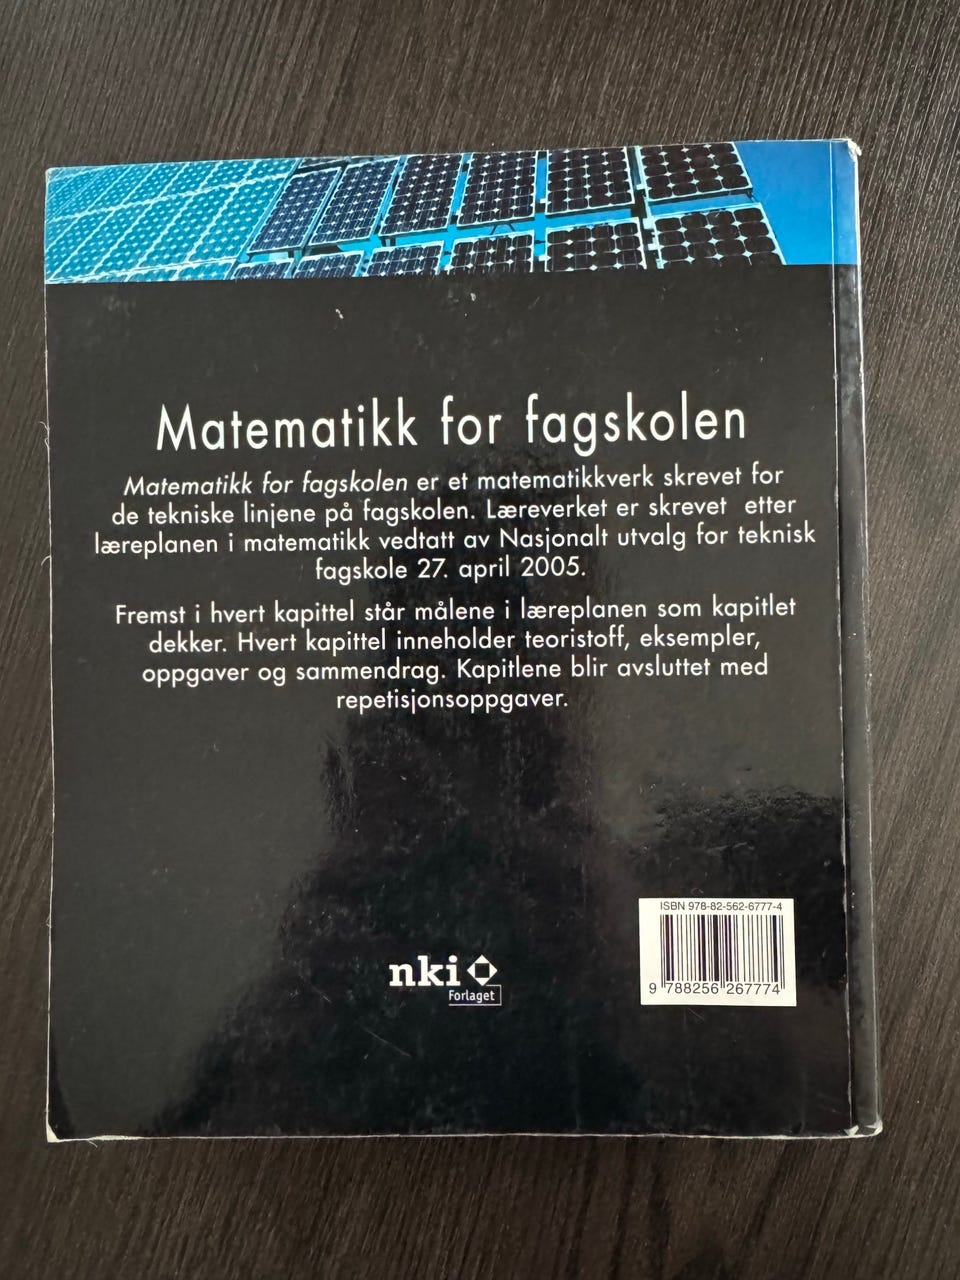 Matematikk for fagskolen
Matematikk for fagskolen er et matematikkverk skrevet for
de tekniske linjene på fagskolen. Læreverket er skrevet etter
læreplanen i matematikk vedtatt av Nasjonalt utvalg for teknisk
fagskole 27. april 2005.
Fremst i hvert kapittel står målene i læreplanen som kapitlet
dekker. Hvert kapittel inneholder teoristoff, eksempler,
oppgaver og sammendrag. Kapitlene blir avsluttet med
repetisjonsoppgaver.
ISBN 978-82-562-6777-4
9 788256 267774
nki
Forlaget